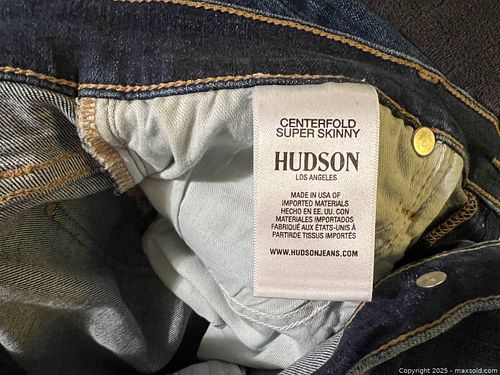 CENTERFOLD
SUPER SKINNY
HUDSON
LOS ANGELES
MADE IN USA OF
IMPORTED MATERIALS
HECHO EN EE. UU. CON
MATERIALES IMPORTADOS
FABRIQUÉ AUX ÉTATS-UNIS À
PARTIRDE TISSUS IMPORTÉS
WWW.HUDSONJEANS.COM
Copyright 2025 - maxsold.com